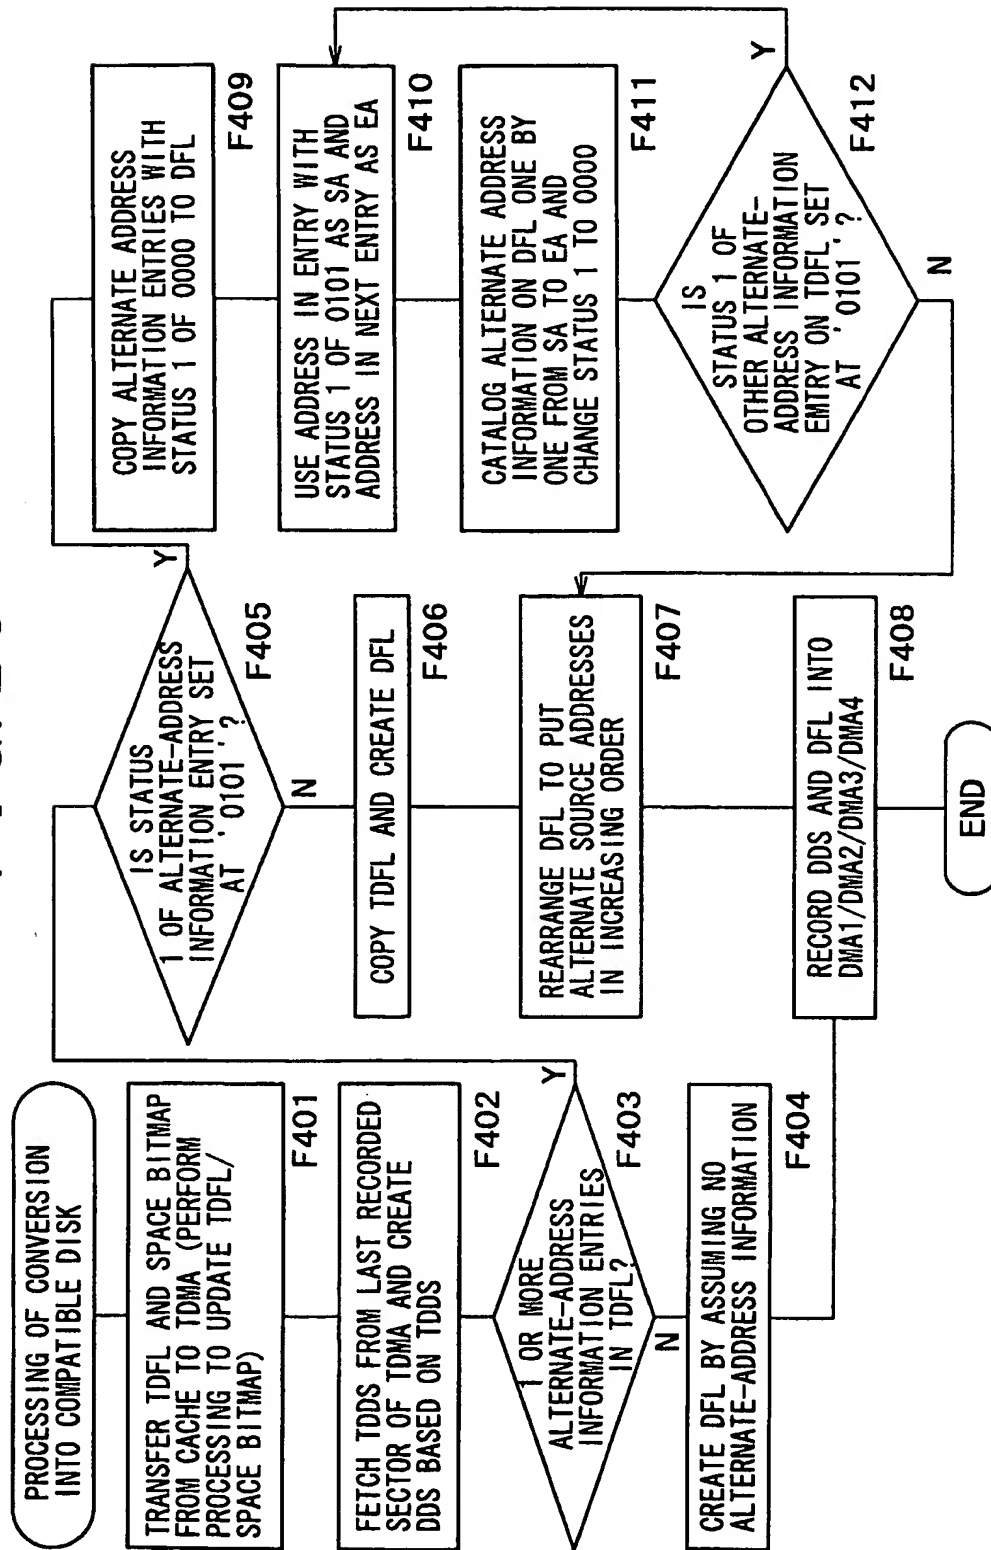 PROCESSING OF CONVERSION
INTO COMPATIBLE DISK
TRANSFER TDFL AND SPACE BITMAP
FROM CACHE TO TDMA (PERFORM
PROCESSING TO UPDATE TDFL/
SPACE BITMAP)
F401
FETCH TDDS FROM LAST RECORDED
SECTOR OF TDMA AND CREATE
DDS BASED ON TDDS
F402
1 OR MORE
ALTERNATE-ADDRESS
INFORMATION ENTRIES
IN TDFL?
F403
Y
N
CREATE DFL BY ASSUMING NO
ALTERNATE-ADDRESS INFORMATION
F404
IS STATUS
1 OF ALTERNATE-ADDRESS
INFORMATION ENTRY SET
AT '0101'?
F405
Y
N
COPY TDFL AND CREATE DFL
F406
REARRANGE DFL TO PUT
ALTERNATE SOURCE ADDRESSES
IN INCREASING ORDER
F407
RECORD DDS AND DFL INTO
DMA1/DMA2/DMA3/DMA4
F408
END
COPY ALTERNATE ADDRESS
INFORMATION ENTRIES WITH
STATUS 1 OF 0000 TO DFL
F409
USE ADDRESS IN ENTRY WITH
STATUS 1 OF 0101 AS SA AND
ADDRESS IN NEXT ENTRY AS EA
F410
CATALOG ALTERNATE ADDRESS
INFORMATION ON DFL ONE BY
ONE FROM SA TO EA AND
CHANGE STATUS 1 TO 0000
F411
IS
STATUS 1 OF
OTHER ALTERNATE-
ADDRESS INFORMATION
EMTRY ON TDFL SET
AT '0101'?
F412
Y
N